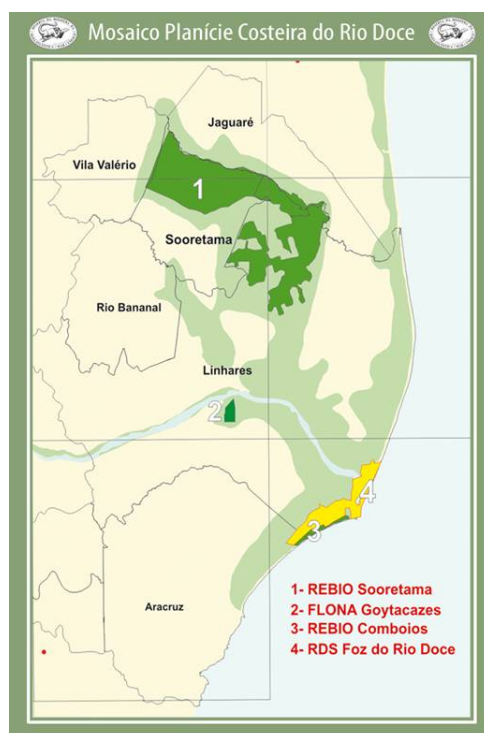 Mosaico Planície Costeira do Rio Doce
Jaguaré
Vila Valério
1
Sooretama
Rio Bananal
Linhares
2
4
3
1- REBIO Sooretama
2- FLONA Goytacazes
3- REBIO Comboios
4- RDS Foz do Rio Doce
Aracruz